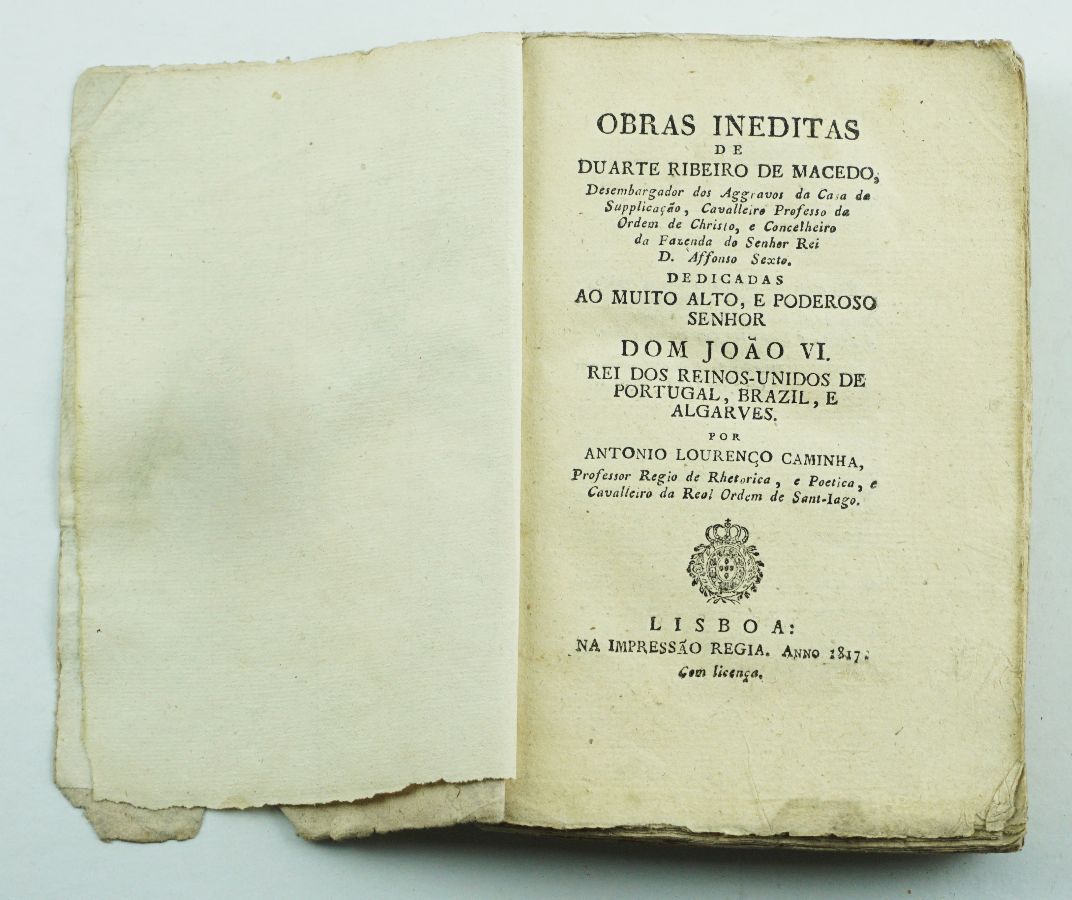 OBRAS INEDITAS
DE
DUARTE RIBEIRO DE MACEDO,
Desembargador dos Aggravos da Casa da
Supplicação, Cavalleiro Professo da
Ordem de Christo, e Concelheiro
da Fazenda do Senhor Rei
D. Affonso Sexto.
DEDICADAS
AO MUITO ALTO, E PODEROSO
SENHOR
DOM JOÃO VI.
REI DOS REINOS-UNIDOS DE
PORTUGAL, BRAZIL, E
ALGARVES.
POR
ANTONIO LOURENÇO CAMINHA,
Professor Regio de Rhetorica, e Poetica, e
Cavalleiro da Real Ordem de Sant-Iago.
LISBOA:
NA IMPRESSÃO REGIA. ANNO 1817.
Com licença.